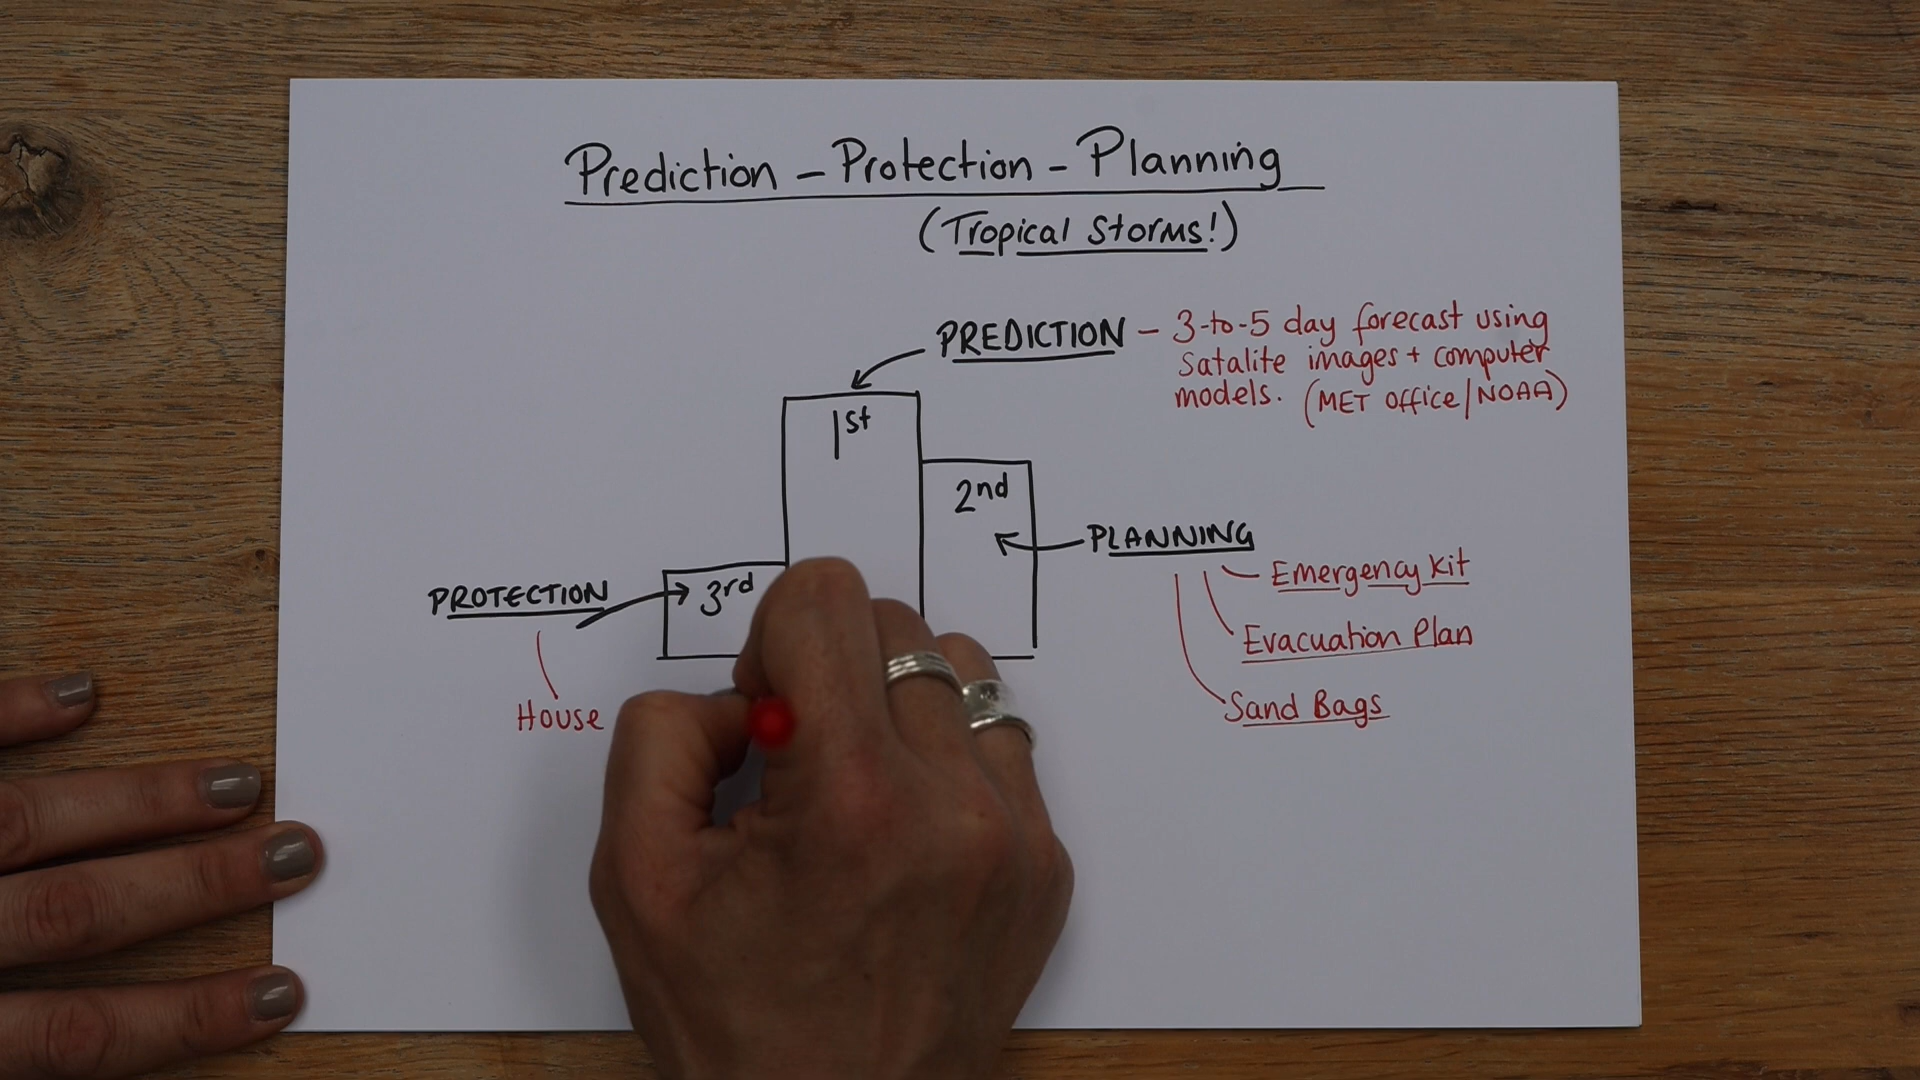 Prediction - Protection - Planning
(Tropical Storms!)
PREDICTION - 3-to-5 day forecast using
Satalite images + computer
models. (MET office/NOAA)
1st
2nd
PLANNING
Emergency Kit
Evacuation Plan
Sand Bags
3rd
PROTECTION
House